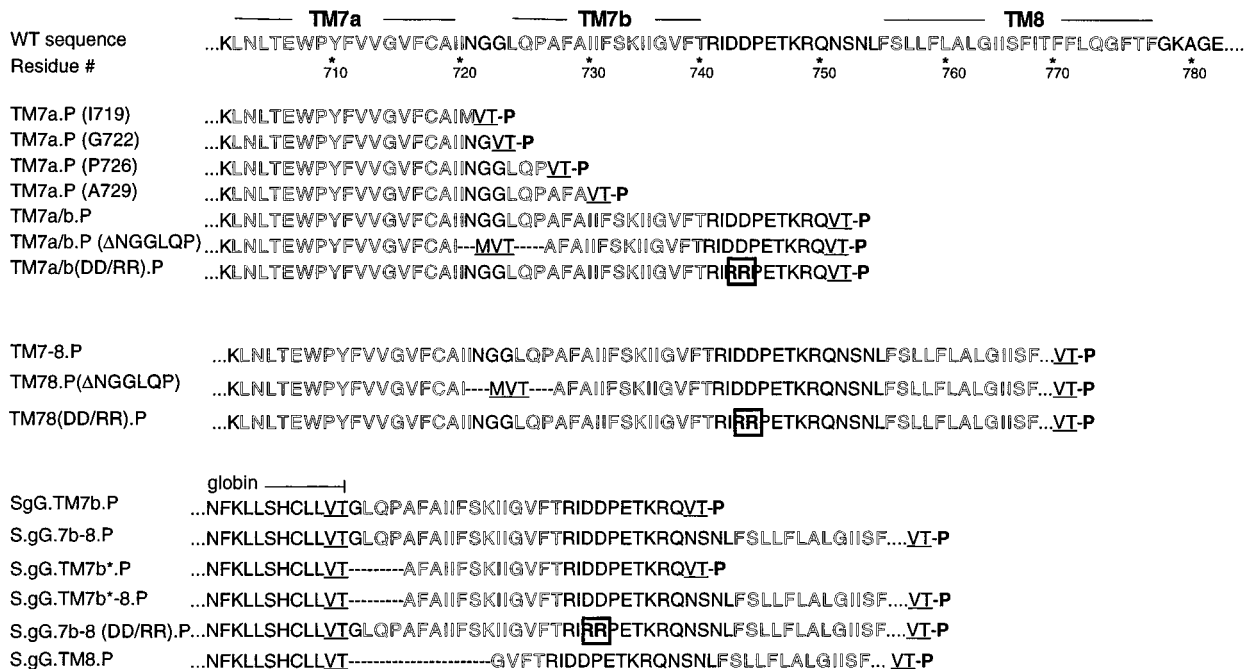 TM7a TM7b TM8
WT sequence ...KLNLTEWPYFVVGVFCAIINGGLQPAFAIIFSKIIGVFTRIDDPETKRQNSNLFSLLFLALGIISFITFFLQGFTFGKAGE....
Residue # * * * * * * * *
710 720 730 740 750 760 770 780
TM7a.P (I719) ...KLNLTEWPYFVVGVFCAIMVT-P
TM7a.P (G722) ...KLNLTEWPYFVVGVFCAIINGVT-P
TM7a.P (P726) ...KLNLTEWPYFVVGVFCAIINGGLQPVT-P
TM7a.P (A729) ...KLNLTEWPYFVVGVFCAIINGGLQPAFAVT-P
TM7a/b.P ...KLNLTEWPYFVVGVFCAIINGGLQPAFAIIFSKIIGVFTRIDDPETKRQVT-P
TM7a/b.P (ΔNGGLQP) ...KLNLTEWPYFVVGVFCAI---MVT-----AFAIIFSKIIGVFTRIDDPETKRQVT-P
TM7a/b(DD/RR).P ...KLNLTEWPYFVVGVFCAIINGGLQPAFAIIFSKIIGVFTRIRRPETKRQVT-P
TM7-8.P ...KLNLTEWPYFVVGVFCAIINGGLQPAFAIIFSKIIGVFTRIDDPETKRQNSNLFSLLFLALGIISF...VT-P
TM78.P(ΔNGGLQP) ...KLNLTEWPYFVVGVFCAI----MVT----AFAIIFSKIIGVFTRIDDPETKRQNSNLFSLLFLALGIISF...VT-P
TM78(DD/RR).P ...KLNLTEWPYFVVGVFCAIINGGLQPAFAIIFSKIIGVFTRIRRPETKRQNSNLFSLLFLALGIISF...VT-P
globin
SgG.TM7b.P ...NFKLLSHCLLVTGLQPAFAIIFSKIIGVFTRIDDPETKRQVT-P
S.gG.7b-8.P ...NFKLLSHCLLVTGLQPAFAIIFSKIIGVFTRIDDPETKRQNSNLFSLLFLALGIISF....VT-P
S.gG.TM7b*.P ...NFKLLSHCLLVT---------AFAIIFSKIIGVFTRIDDPETKRQVT-P
S.gG.TM7b*-8.P ...NFKLLSHCLLVT---------AFAIIFSKIIGVFTRIDDPETKRQNSNLFSLLFLALGIISF....VT-P
S.gG.7b-8 (DD/RR).P ...NFKLLSHCLLVTGLQPAFAIIFSKIIGVFTRIRRPETKRQNSNLFSLLFLALGIISF....VT-P
S.gG.TM8.P ...NFKLLSHCLLVT-----------------------GVFTRIDDPETKRQNSNLFSLLFLALGIISF... VT-P